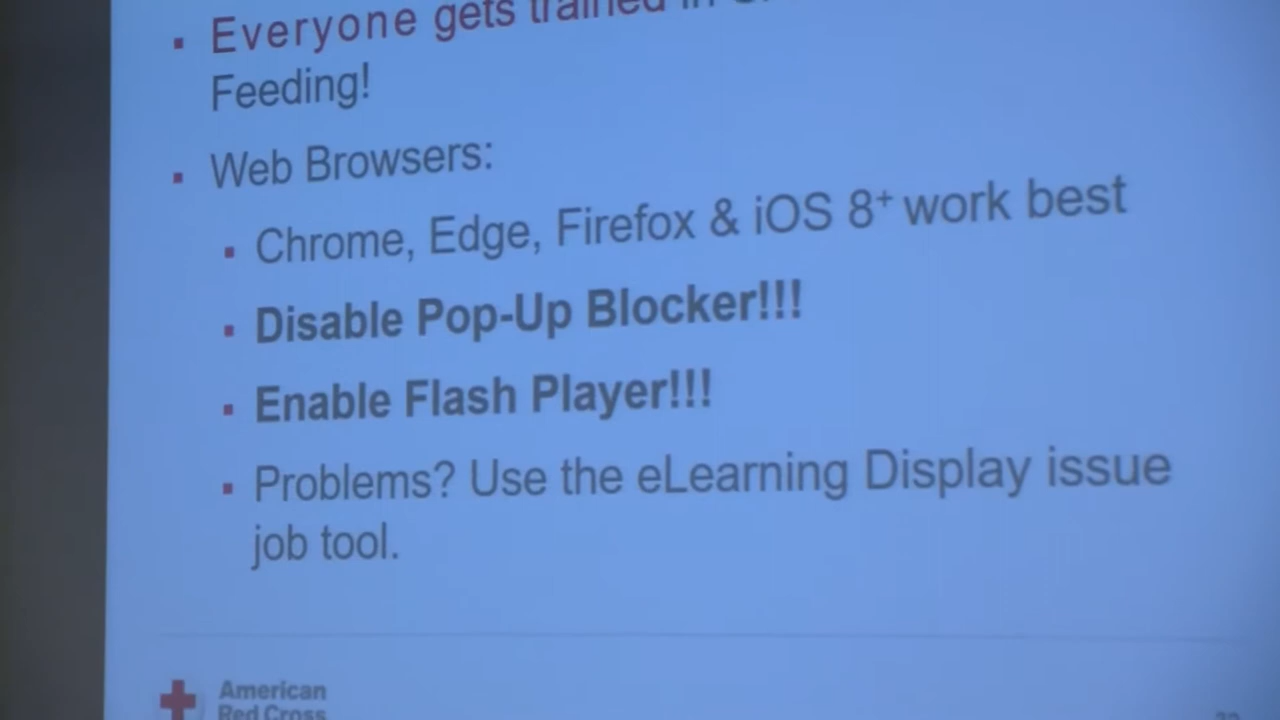 Everyone gets trained in
Feeding!
Web Browsers:
Chrome, Edge, Firefox & iOS 8+ work best
Disable Pop-Up Blocker!!!
Enable Flash Player!!!
Problems? Use the eLearning Display issue
job tool.
American
Red Cross